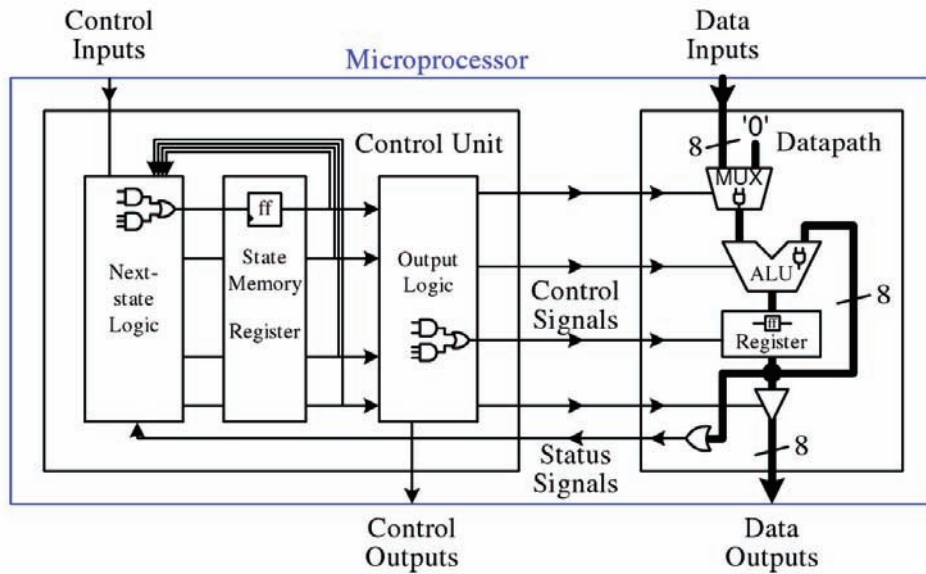 Control
Inputs
Data
Inputs
Microprocessor
Control Unit
8
'0'
Datapath
MUX
ff
Next-
state
Logic
State
Memory
Register
Output
Logic
ALU
Control
Signals
8
ff
Register
Status
Signals
8
Control
Outputs
Data
Outputs